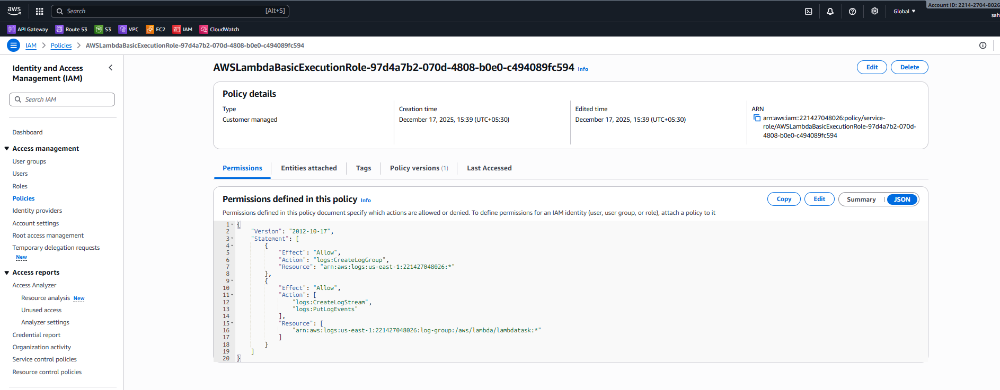 aws
Search
[Alt+S]
Global
Account ID: 2214-2704-8026
sah
API Gateway
Route 53
S3
VPC
EC2
IAM
CloudWatch
IAM
Policies
AWSLambdaBasicExecutionRole-97d4a7b2-070d-4808-b0e0-c494089fc594
Identity and Access
Management (IAM)
Search IAM
Dashboard
Access management
User groups
Users
Roles
Policies
Identity providers
Account settings
Root access management
Temporary delegation requests
New
Access reports
Access Analyzer
Resource analysis New
Unused access
Analyzer settings
Credential report
Organization activity
Service control policies
Resource control policies
AWSLambdaBasicExecutionRole-97d4a7b2-070d-4808-b0e0-c494089fc594 Info
Edit
Delete
Policy details
Type
Customer managed
Creation time
December 17, 2025, 15:39 (UTC+05:30)
Edited time
December 17, 2025, 15:39 (UTC+05:30)
ARN
arn:aws:iam::221427048026:policy/service-
role/AWSLambdaBasicExecutionRole-97d4a7b2-070d-
4808-b0e0-c494089fc594
Permissions
Entities attached
Tags
Policy versions (1)
Last Accessed
Permissions defined in this policy Info
Copy
Edit
Summary
JSON
Permissions defined in this policy document specify which actions are allowed or denied. To define permissions for an IAM identity (user, user group, or role), attach a policy to it
1 {
2 "Version": "2012-10-17",
3 "Statement": [
4 {
5 "Effect": "Allow",
6 "Action": "logs:CreateLogGroup",
7 "Resource": "arn:aws:logs:us-east-1:221427048026:*"
8 },
9 {
10 "Effect": "Allow",
11 "Action": [
12 "logs:CreateLogStream",
13 "logs:PutLogEvents"
14 ],
15 "Resource": [
16 "arn:aws:logs:us-east-1:221427048026:log-group:/aws/lambda/lambdatask:*"
17 ]
18 }
19 ]
20 }